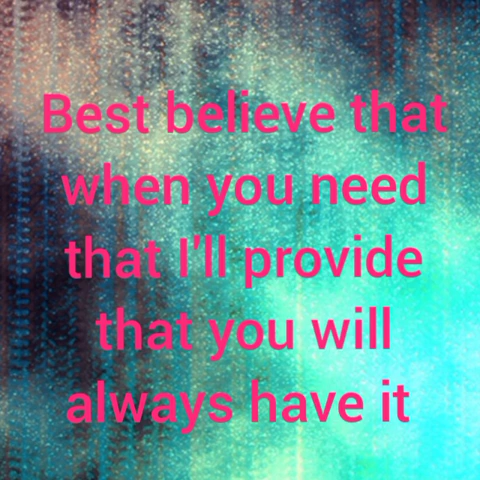 Best believe that
when you need
that I'll provide
that you will
always have it